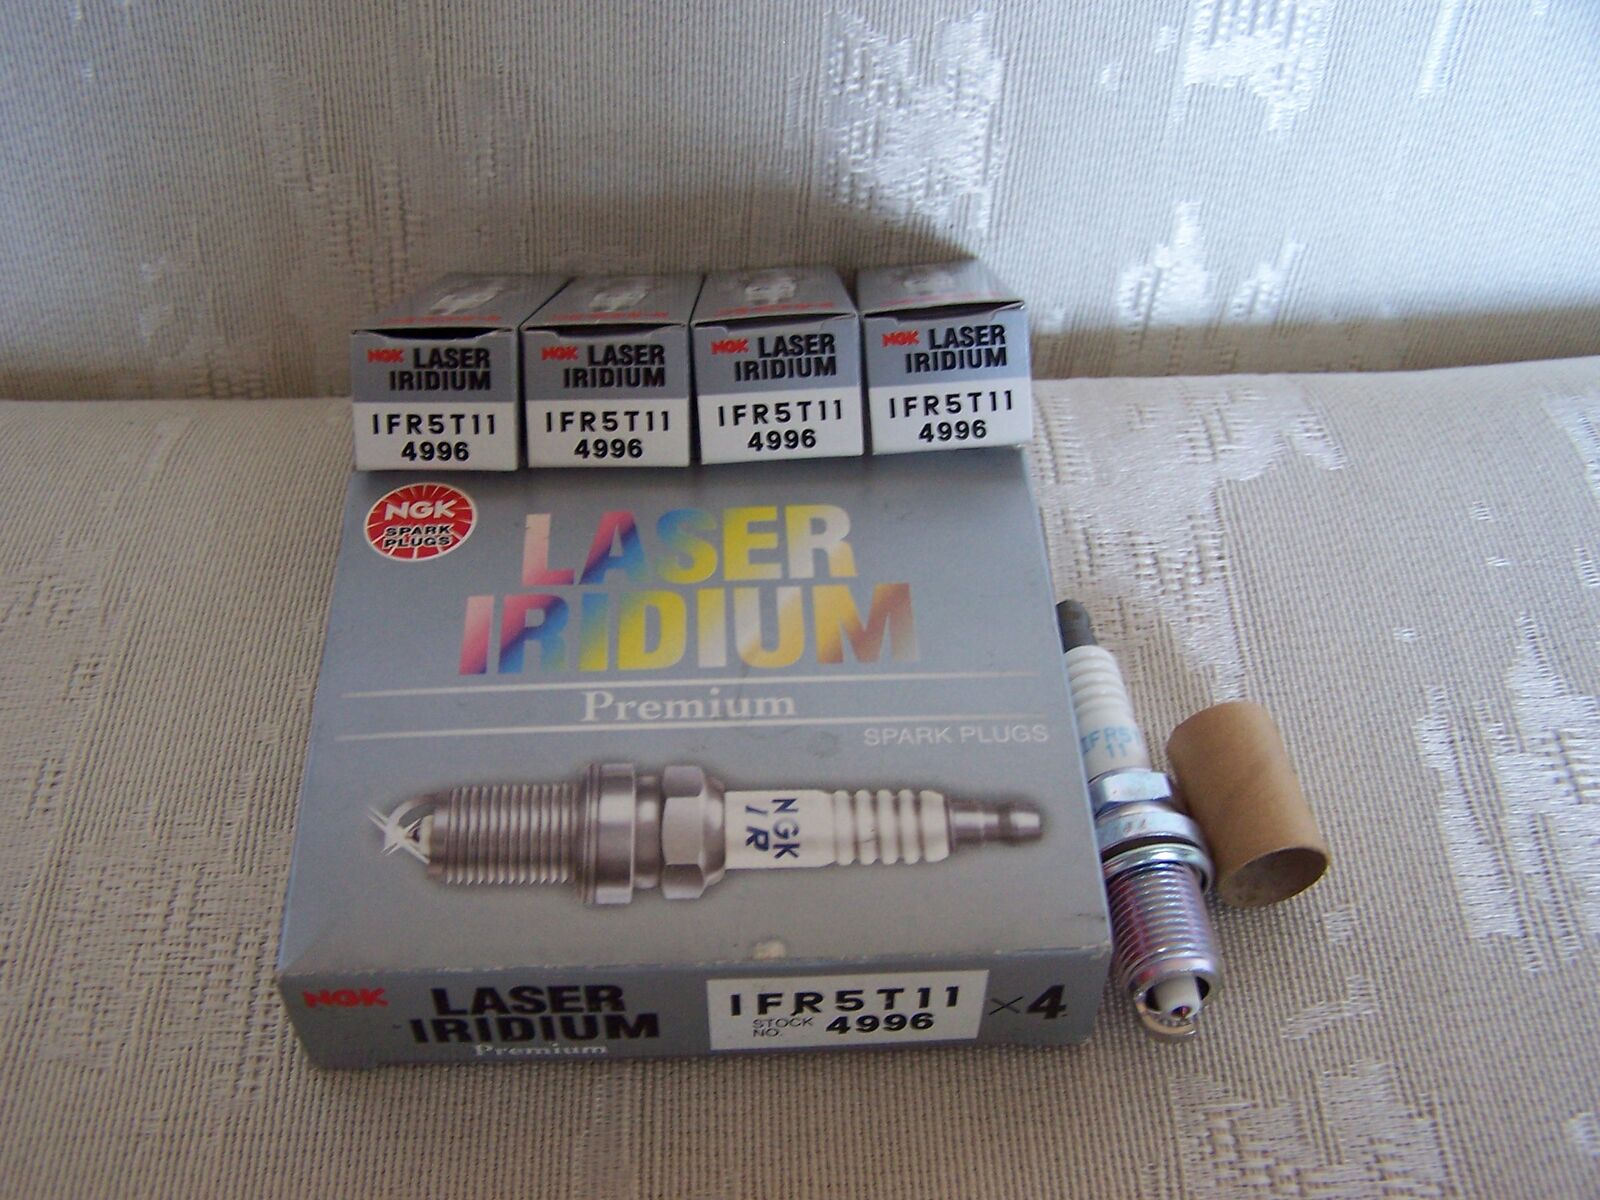 NGK LASER
IRIDIUM
IFR5T11
4996
NGK LASER
IRIDIUM
IFR5T11
4996
NGK LASER
IRIDIUM
IFR5T11
4996
NGK LASER
IRIDIUM
IFR5T11
4996
NGK
SPARK
PLUGS
LASER
IRIDIUM
Premium
SPARK PLUGS
NGK
IR
IFR5
11
NGK LASER
IRIDIUM
Premium
IFR5T11
STOCK
NO. 4996
×4